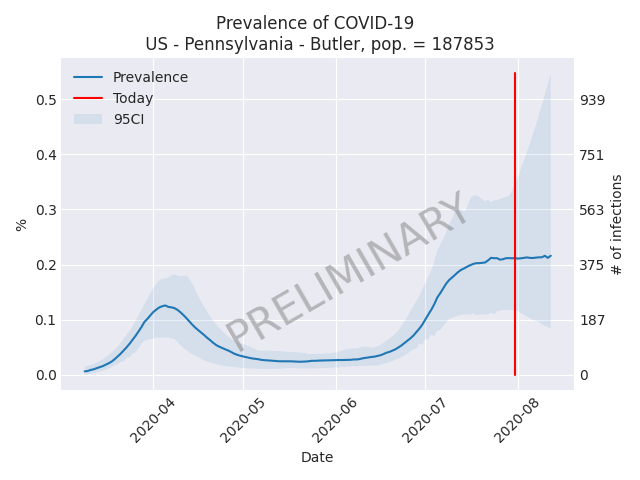 Prevalence of COVID-19
US - Pennsylvania - Butler, pop. = 187853
Prevalence
Today
95CI
PRELIMINARY
%
0.5
0.4
0.3
0.2
0.1
0.0
939
751
563
375
187
0
# of infections
2020-04
2020-05
2020-06
2020-07
2020-08
Date